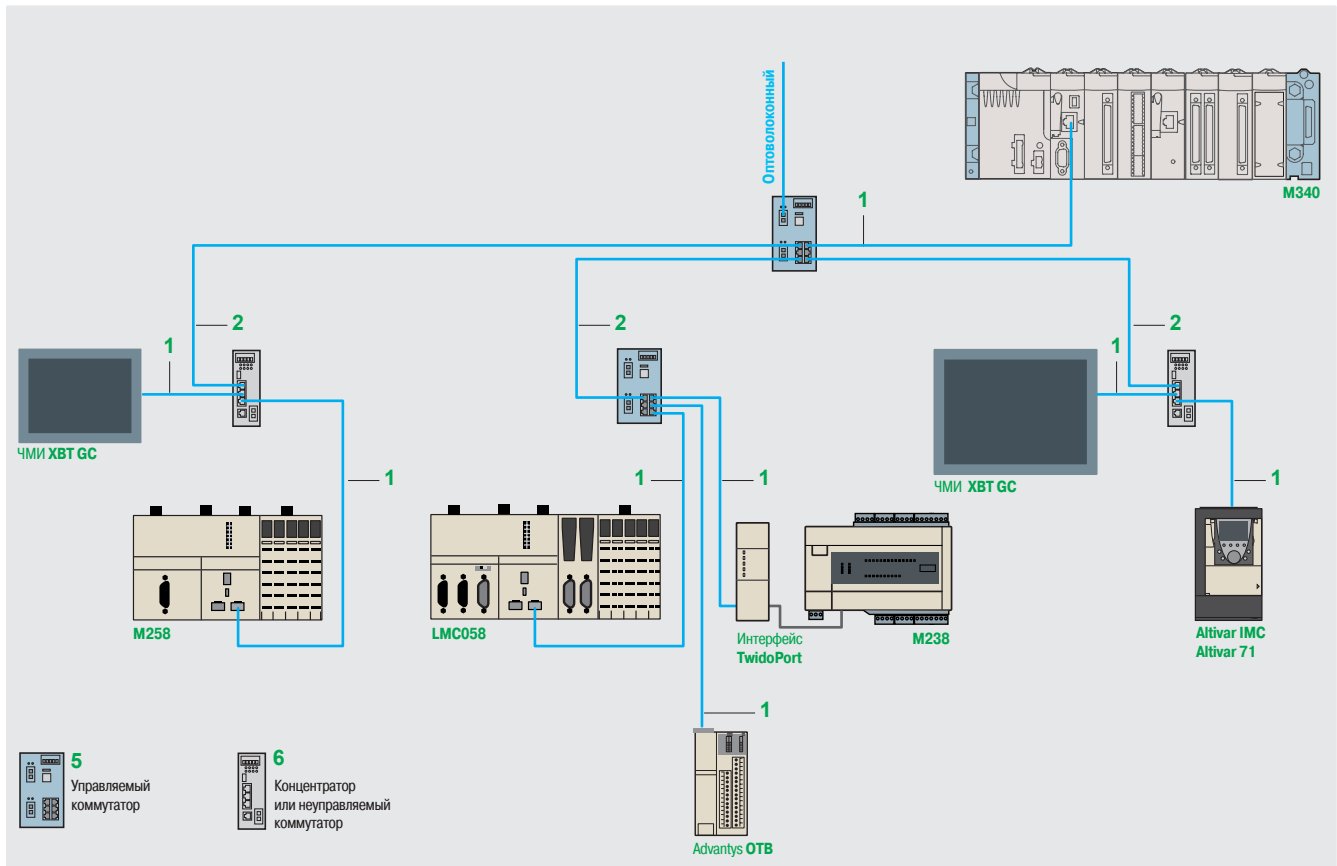 Оптоволоконный
M340
1
2
2
2
1
1
ЧМИ XBT GC
1
1
1
ЧМИ XBT GC
1
M258
LMC058
Интерфейс
TwidoPort
M238
Altivar IMC
Altivar 71
1
5
Управляемый
коммутатор
6
Концентратор
или неуправляемый
коммутатор
Advantys OTB